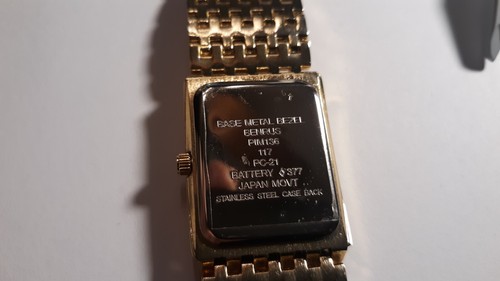 BASE METAL BEZEL
BENRUS
PIM136
117
PC-21
BATTERY 377
JAPAN MOVT
STAINLESS STEEL CASE BACK